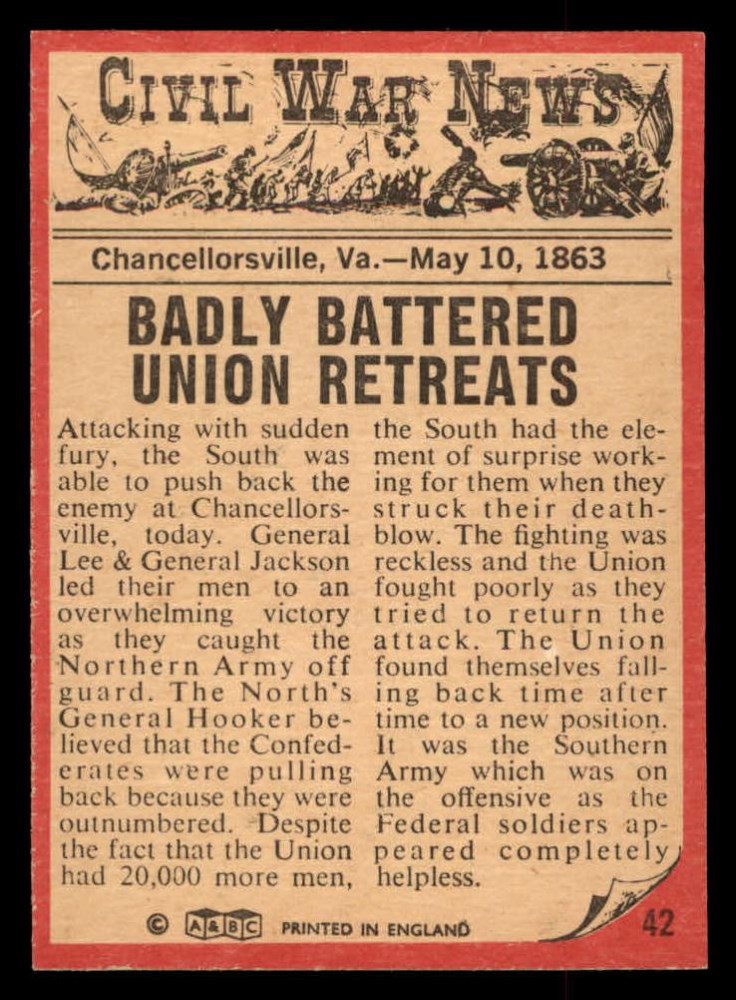 CIVIL WAR NEWS
Chancellorsville, Va.—May 10, 1863
BADLY BATTERED
UNION RETREATS
Attacking with sudden
fury, the South was
able to push back the
enemy at Chancellors-
ville, today. General
Lee & General Jackson
led their men to an
overwhelming victory
as they caught the
Northern Army off
guard. The North's
General Hooker be-
lieved that the Confed-
erates were pulling
back because they were
outnumbered. Despite
the fact that the Union
had 20,000 more men,
the South had the ele-
ment of surprise work-
ing for them when they
struck their death-
blow. The fighting was
reckless and the Union
fought poorly as they
tried to return the
attack. The Union
found themselves fall-
ing back time after
time to a new position.
It was the Southern
Army which was on
the offensive as the
Federal soldiers ap-
peared completely
helpless.
© A&BC PRINTED IN ENGLAND
42